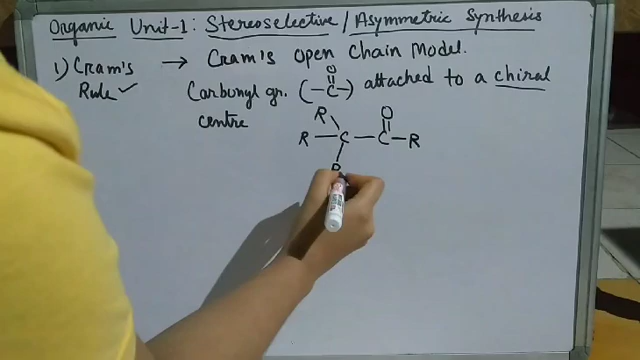 Organic Unit-1: Stereoselective / Asymmetric Synthesis
1) Cram's → Cram's Open Chain Model.
Rule ✓ Carbonyl gr. (-C-) attached to a chiral
O
centre
R O
R - C - C - R
R